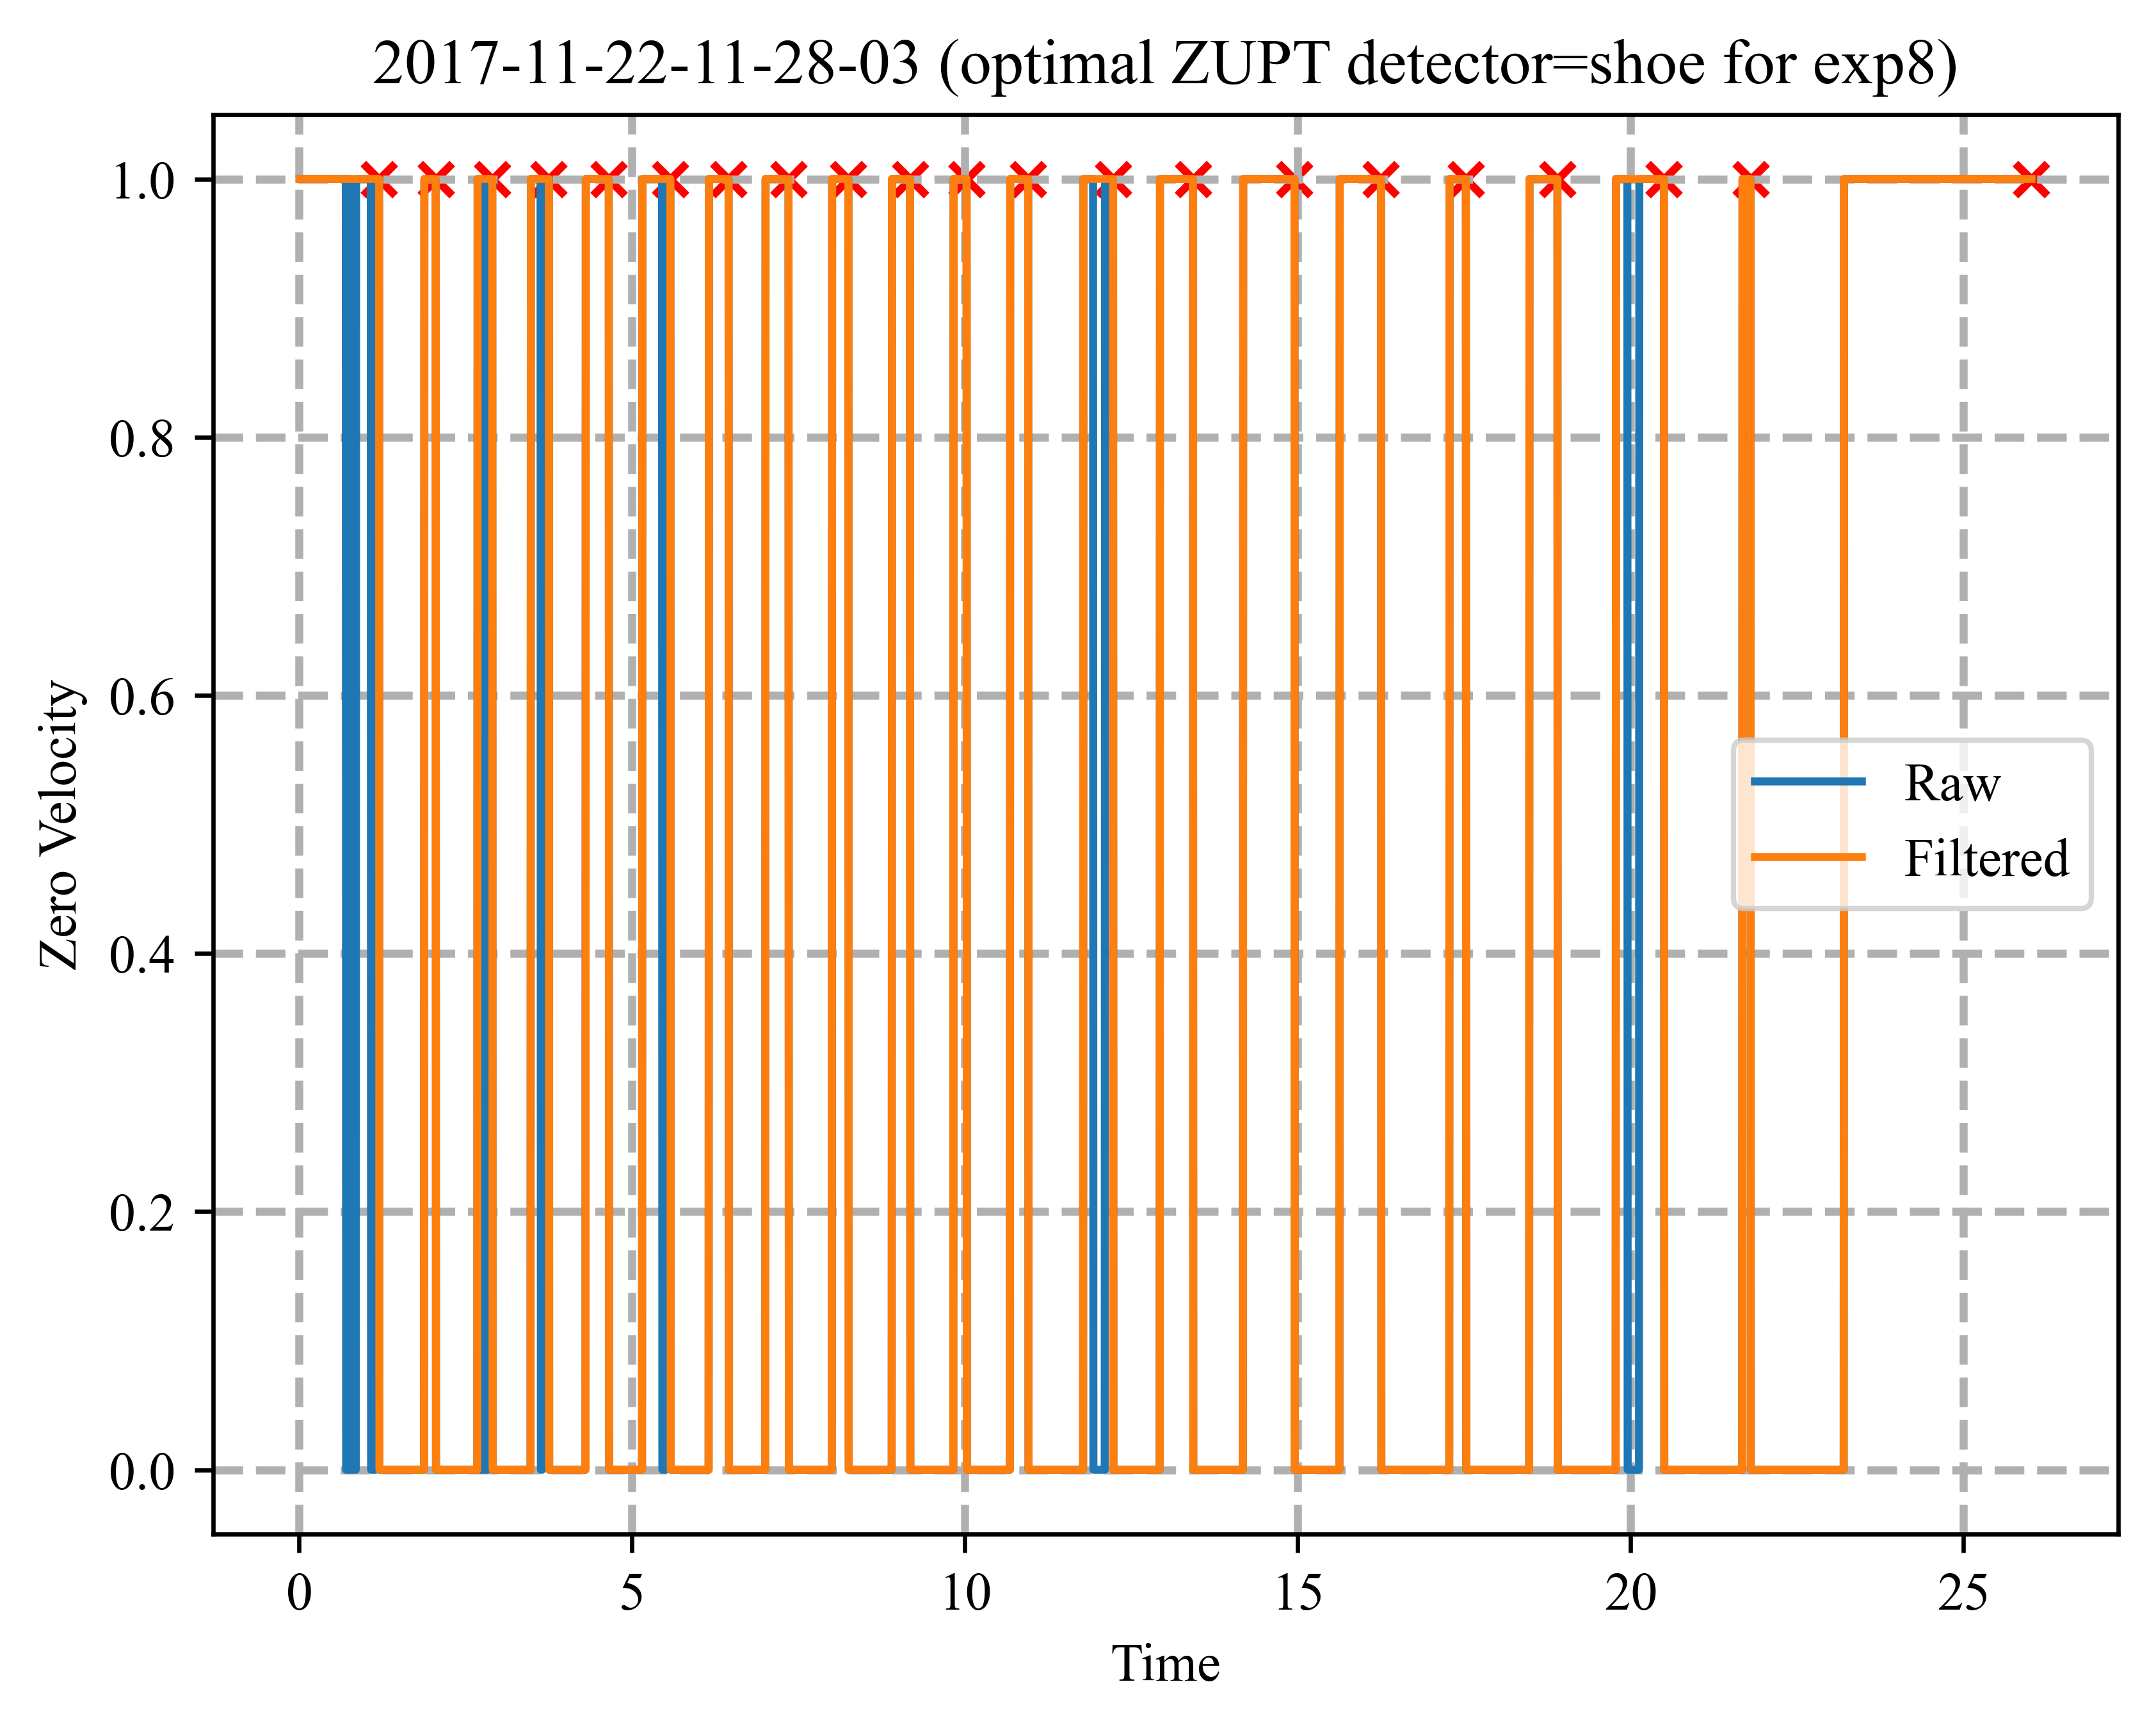 2017-11-22-11-28-03 (optimal ZUPT detector=shoe for exp8)
1.0
0.8
0.6
0.4
0.2
0.0
Zero Velocity
Raw
Filtered
0 5 10 15 20 25
Time